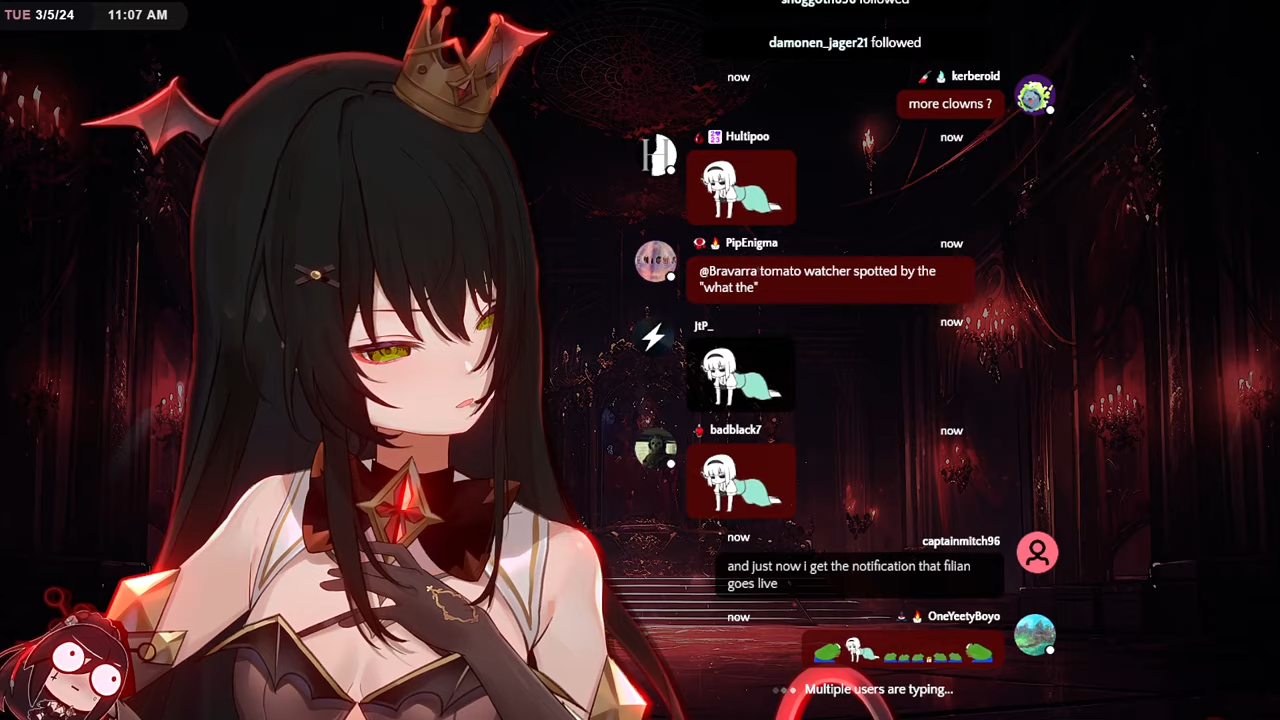 TUE 3/5/24 11:07 AM
followed
damonen_jager21 followed
now
kerberoid
more clowns ?
now
Hultipoo
now
PipEnigma
@Bravarra tomato watcher spotted by the
"what the"
now
JtP_
now
badblack7
now
captainmitch96
and just now i get the notification that filian
goes live
now
OneYeetyBoyo
Multiple users are typing...